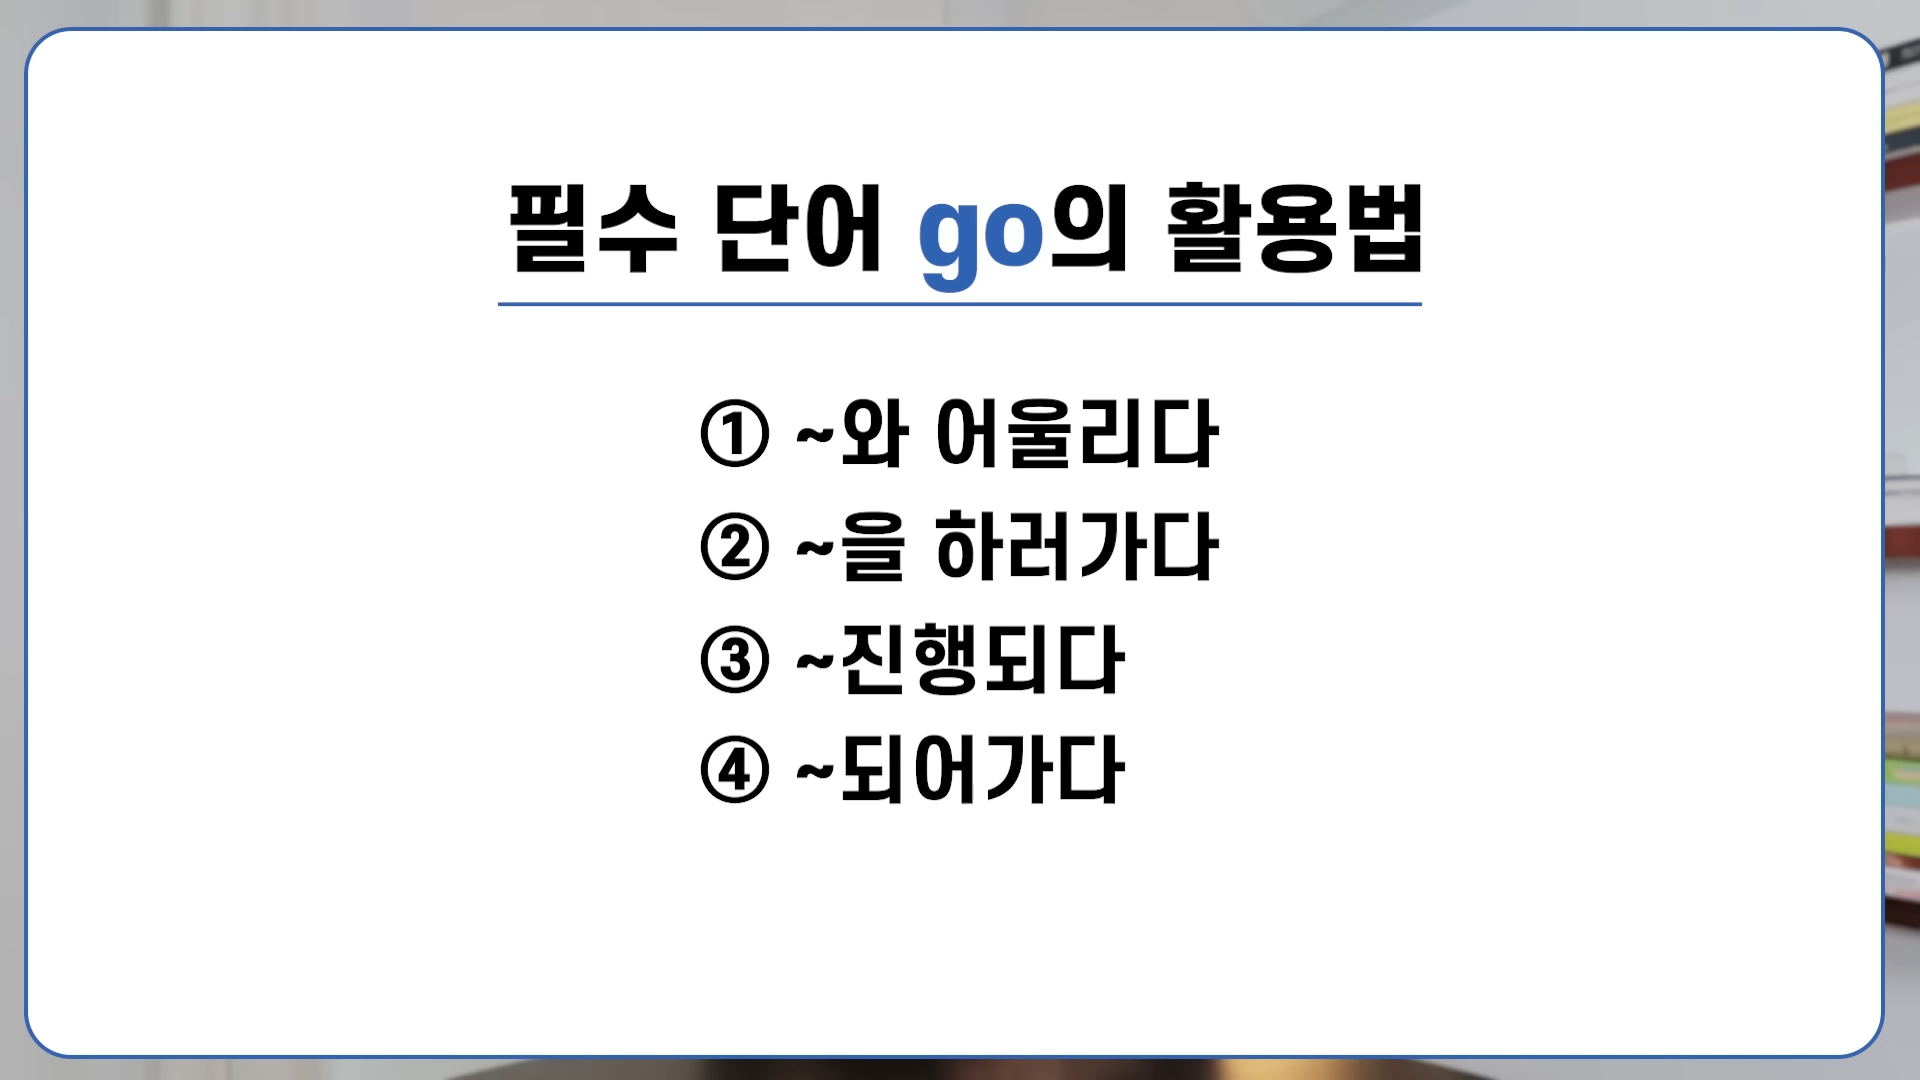 필수 단어 go의 활용법
① ~와 어울리다
② ~을 하러가다
③ ~진행되다
④ ~되어가다